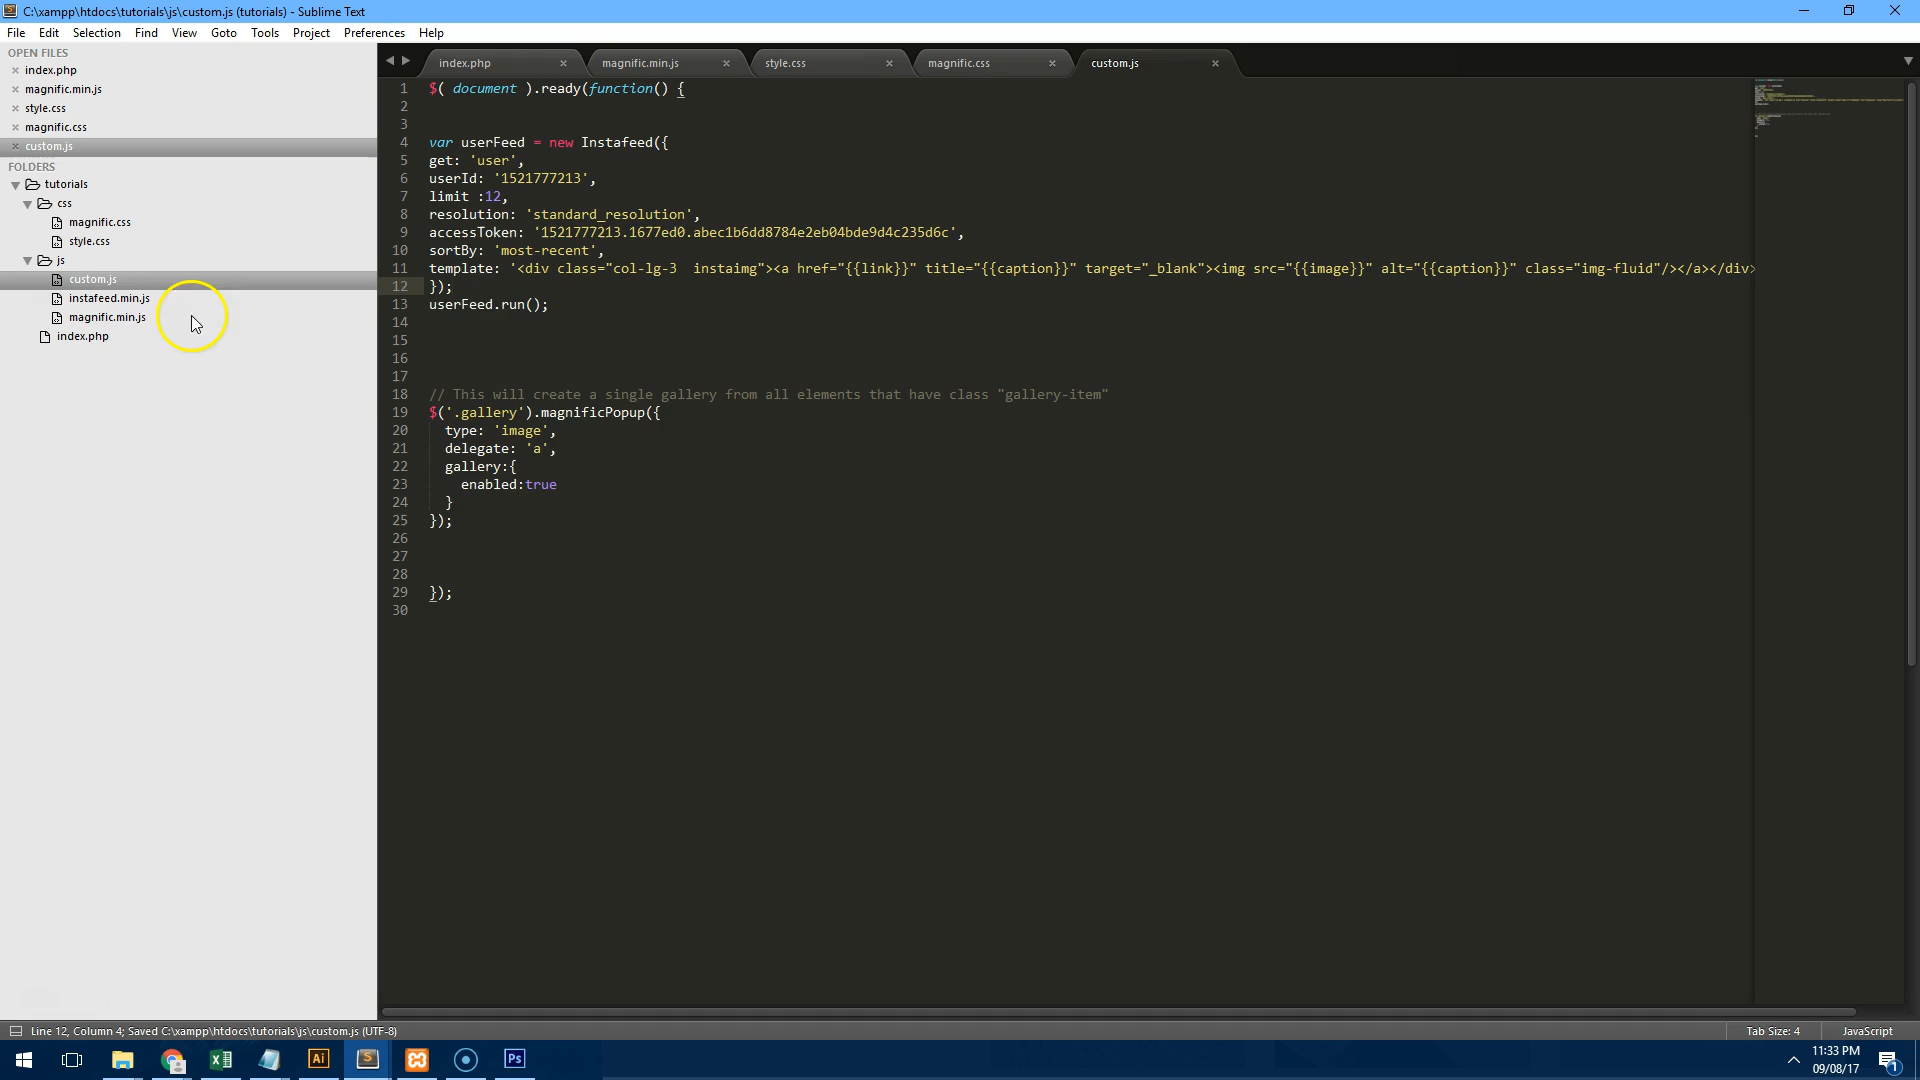 C:\xampp\htdocs\tutorials\js\custom.js (tutorials) - Sublime Text
File Edit Selection Find View Goto Tools Project Preferences Help
OPEN FILES
index.php
magnific.min.js
style.css
magnific.css
custom.js
FOLDERS
tutorials
css
magnific.css
style.css
js
custom.js
instafeed.min.js
magnific.min.js
index.php
index.php magnific.min.js style.css magnific.css custom.js
1 $( document ).ready(function() {
2
3
4 var userFeed = new Instafeed({
5 get: 'user',
6 userId: '1521777213',
7 limit :12,
8 resolution: 'standard_resolution',
9 accessToken: '1521777213.1677ed0.abec1b6dd8784e2eb04bde9d4c235d6c',
10 sortBy: 'most-recent',
11 template: '<div class="col-lg-3  instaimg"><a href="{{link}}" title="{{caption}}" target="_blank"><img src="{{image}}" alt="{{caption}}" class="img-fluid"/></a></div>
12 });
13 userFeed.run();
14
15
16
17
18 // This will create a single gallery from all elements that have class "gallery-item"
19 $('.gallery').magnificPopup({
20 type: 'image',
21 delegate: 'a',
22 gallery:{
23 enabled:true
24 }
25 });
26
27
28
29 });
30
Line 12, Column 4; Saved C:\xampp\htdocs\tutorials\js\custom.js (UTF-8)
Tab Size: 4 JavaScript
Ai S Ps
11:33 PM
09/08/17
1